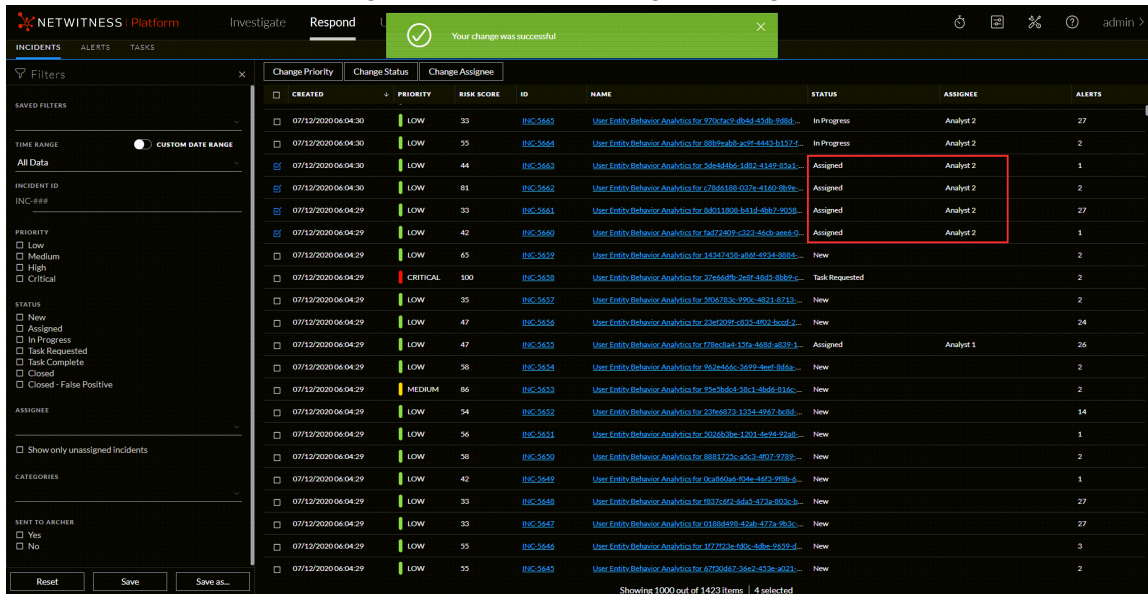 NETWITNESS Platform
Investigate
Respond
U
Your change was successful
admin >
INCIDENTS
ALERTS
TASKS
Filters
SAVED FILTERS
TIME RANGE
CUSTOM DATE RANGE
All Data
INCIDENT ID
INC-###
PRIORITY
Low
Medium
High
Critical
STATUS
New
Assigned
In Progress
Task Requested
Task Complete
Closed
Closed - False Positive
ASSIGNEE
Show only unassigned incidents
CATEGORIES
SENT TO ARCHER
Yes
No
Reset Save Save as...
Change Priority Change Status Change Assignee
CREATED PRIORITY RISK SCORE ID NAME STATUS ASSIGNEE ALERTS
07/12/2020 06:04:30 LOW 33 INC-5665 User Entity Behavior Analytics for 970cfac9-db4d-45db-9d8d-... In Progress Analyst 2 27
07/12/2020 06:04:30 LOW 55 INC-5664 User Entity Behavior Analytics for 88b9eab8-ac9f-4443-b157-f... In Progress Analyst 2 2
07/12/2020 06:04:30 LOW 44 INC-5663 User Entity Behavior Analytics for 5de4d4b6-1d82-4149-85a1-... Assigned Analyst 2 1
07/12/2020 06:04:30 LOW 81 INC-5662 User Entity Behavior Analytics for c78d6188-037e-4160-8b9e-... Assigned Analyst 2 2
07/12/2020 06:04:29 LOW 33 INC-5661 User Entity Behavior Analytics for 8d011808-b41d-4bb7-9058... Assigned Analyst 2 27
07/12/2020 06:04:29 LOW 42 INC-5660 User Entity Behavior Analytics for fad72409-c323-46cb-aee6-0... Assigned Analyst 2 1
07/12/2020 06:04:29 LOW 65 INC-5659 User Entity Behavior Analytics for 14347458-a86f-4934-8884-... New 2
07/12/2020 06:04:29 CRITICAL 100 INC-5658 User Entity Behavior Analytics for 37e66dfb-2e8f-48d5-8bb9-c... Task Requested 2
07/12/2020 06:04:29 LOW 35 INC-5657 User Entity Behavior Analytics for 5f06783c-990c-4821-8713-... New 2
07/12/2020 06:04:29 LOW 47 INC-5656 User Entity Behavior Analytics for 23ef209f-c835-4f02-bccd-2... New 24
07/12/2020 06:04:29 LOW 47 INC-5655 User Entity Behavior Analytics for f78ec8a4-15fa-468d-a839-1... Assigned Analyst 1 26
07/12/2020 06:04:29 LOW 58 INC-5654 User Entity Behavior Analytics for 962e466c-3699-4eef-8d6a-... New 2
07/12/2020 06:04:29 MEDIUM 86 INC-5653 User Entity Behavior Analytics for 95e5bdc4-58c1-4bd6-816c-... New 2
07/12/2020 06:04:29 LOW 54 INC-5652 User Entity Behavior Analytics for 23fe6873-1354-4967-bc8d-... New 14
07/12/2020 06:04:29 LOW 56 INC-5651 User Entity Behavior Analytics for 5026b3be-1201-4e94-92a8-... New 1
07/12/2020 06:04:29 LOW 58 INC-5650 User Entity Behavior Analytics for 8881725c-a5c3-4f07-9789-... New 2
07/12/2020 06:04:29 LOW 42 INC-5649 User Entity Behavior Analytics for 0ca860a6-f04e-46f3-9f8b-6... New 1
07/12/2020 06:04:29 LOW 33 INC-5648 User Entity Behavior Analytics for f837c6f2-6da5-473a-803c-b... New 27
07/12/2020 06:04:29 LOW 33 INC-5647 User Entity Behavior Analytics for 0188d498-42ab-477a-9b3c-... New 27
07/12/2020 06:04:29 LOW 55 INC-5646 User Entity Behavior Analytics for 1f77f23e-fd0c-4dbe-9659-d... New 3
07/12/2020 06:04:29 LOW 55 INC-5645 User Entity Behavior Analytics for 67f30d67-36e2-453e-a021-... New 2
Showing 1000 out of 1423 items | 4 selected